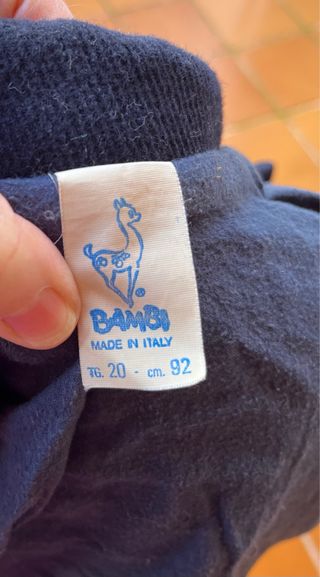 ®
BAMBI
MADE IN ITALY
TG. 20 - cm. 92